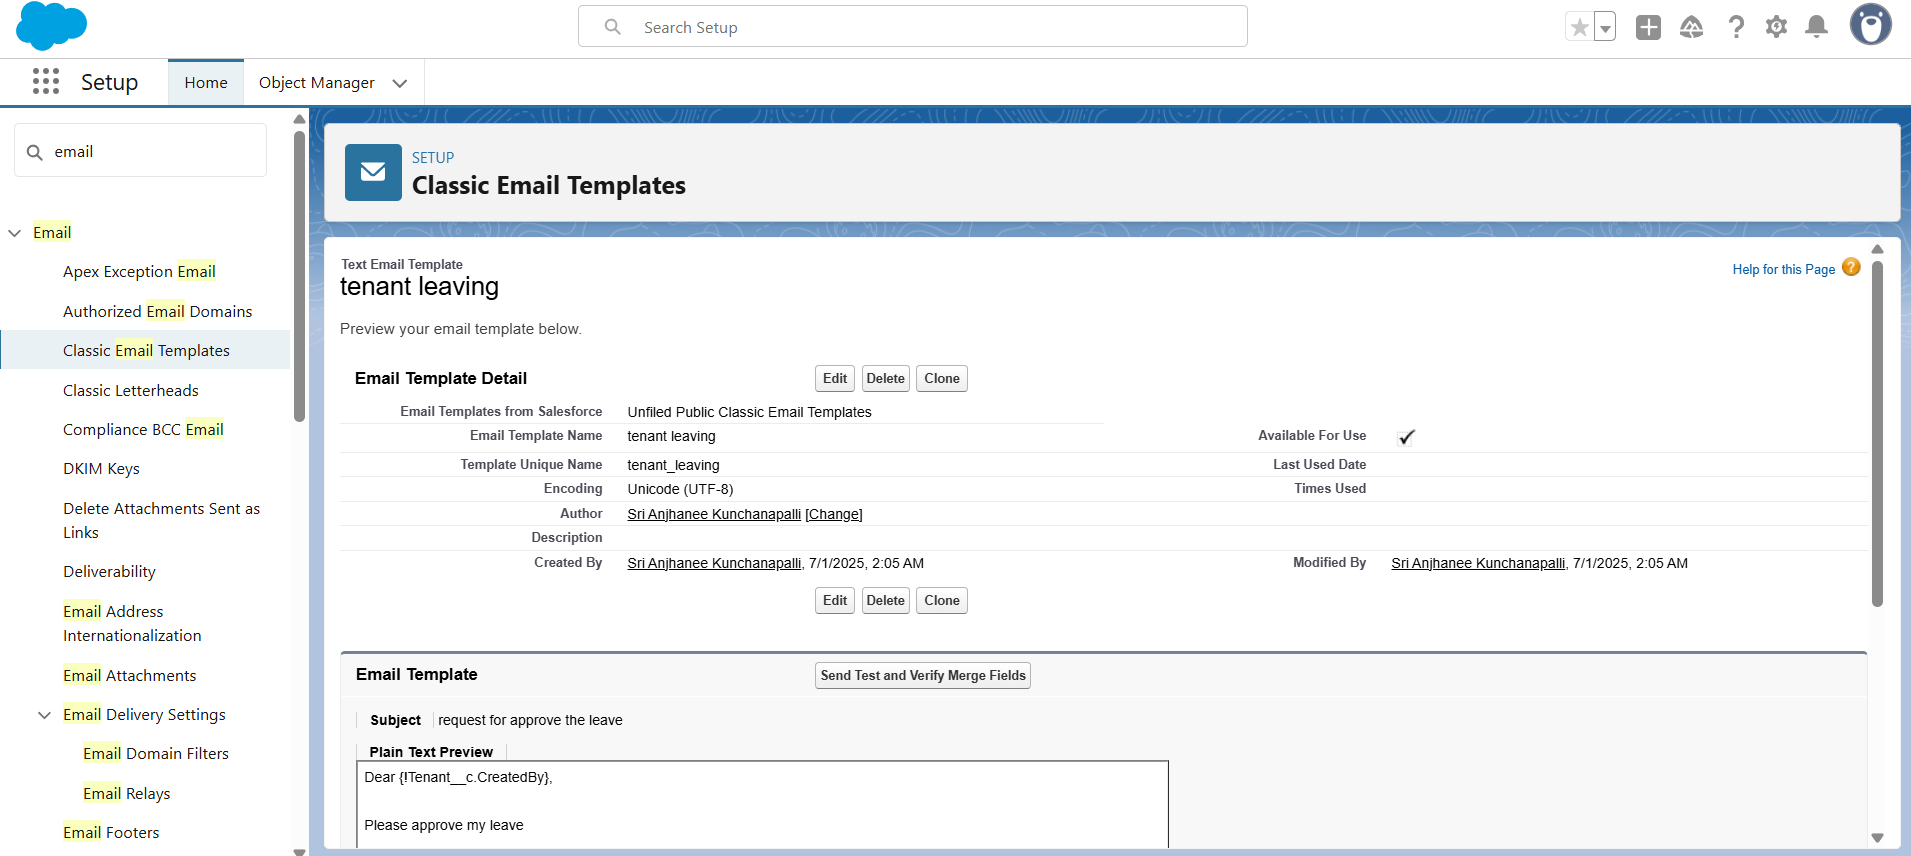 Search Setup
Setup
Home
Object Manager
email
Email
Apex Exception Email
Authorized Email Domains
Classic Email Templates
Classic Letterheads
Compliance BCC Email
DKIM Keys
Delete Attachments Sent as
Links
Deliverability
Email Address
Internationalization
Email Attachments
Email Delivery Settings
Email Domain Filters
Email Relays
Email Footers
SETUP
Classic Email Templates
Text Email Template
tenant leaving
Help for this Page ?
Preview your email template below.
Email Template Detail Edit Delete Clone
Email Templates from Salesforce Unfiled Public Classic Email Templates
Email Template Name tenant leaving Available For Use
Template Unique Name tenant_leaving Last Used Date
Encoding Unicode (UTF-8) Times Used
Author Sri Anjhanee Kunchanapalli [Change]
Description
Created By Sri Anjhanee Kunchanapalli, 7/1/2025, 2:05 AM Modified By Sri Anjhanee Kunchanapalli, 7/1/2025, 2:05 AM
Edit Delete Clone
Email Template Send Test and Verify Merge Fields
Subject request for approve the leave
Plain Text Preview
Dear {!Tenant__c.CreatedBy},
Please approve my leave